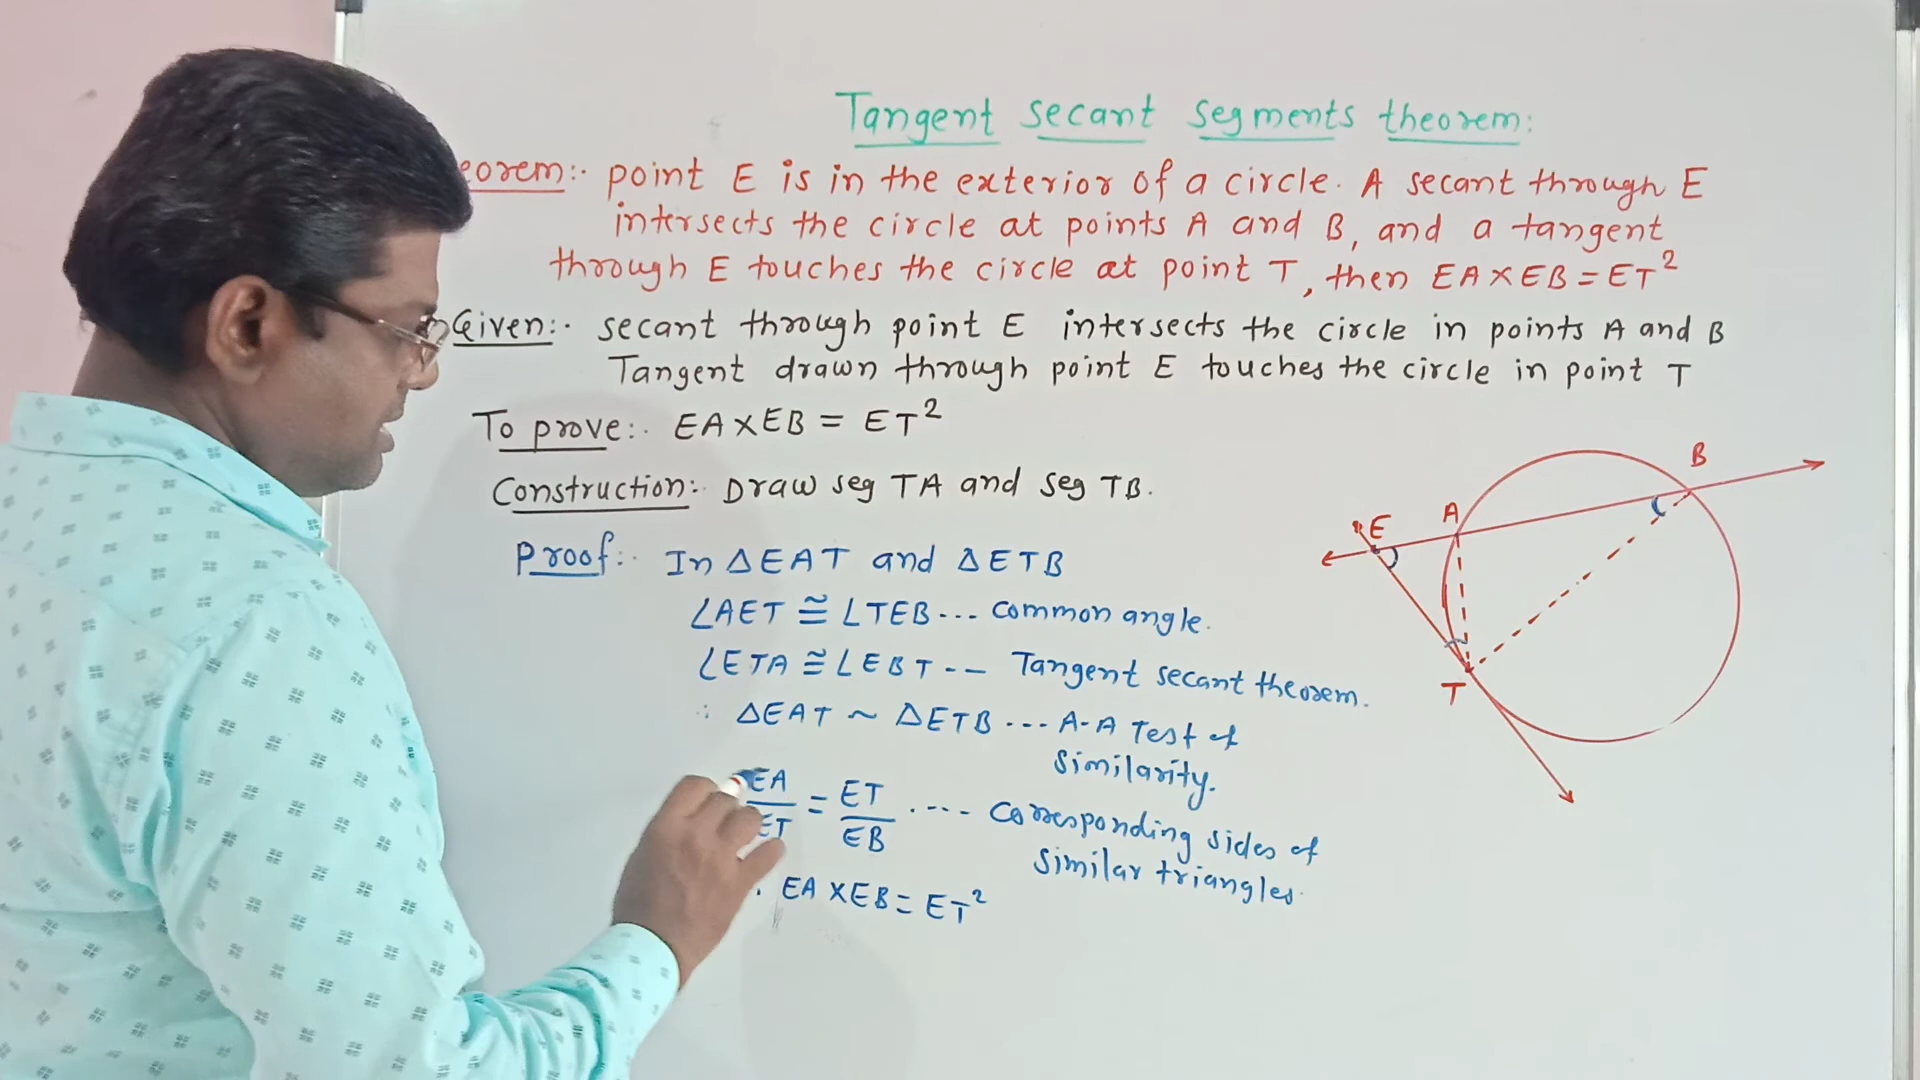 Tangent secant segments theorem:
eorem:. point E is in the exterior of a circle. A secant through E
intersects the circle at points A and B, and a tangent
through E touches the circle at point T, then EA×EB=ET²
Given:. secant through point E intersects the circle in points A and B
Tangent drawn through point E touches the circle in point T
To prove:. EA×EB = ET²
Construction:. Draw seg TA and seg TB.
Proof:. In ΔEAT and ΔETB
∠AET ≅ ∠TEB... common angle.
∠ETA ≅ ∠EBT -- Tangent secant theorem.
∴ ΔEAT ~ ΔETB ... A-A Test of
similarity.
EA/ET = ET/EB .... corresponding sides of
similar triangles.
EA×EB = ET²
B
A
E
T